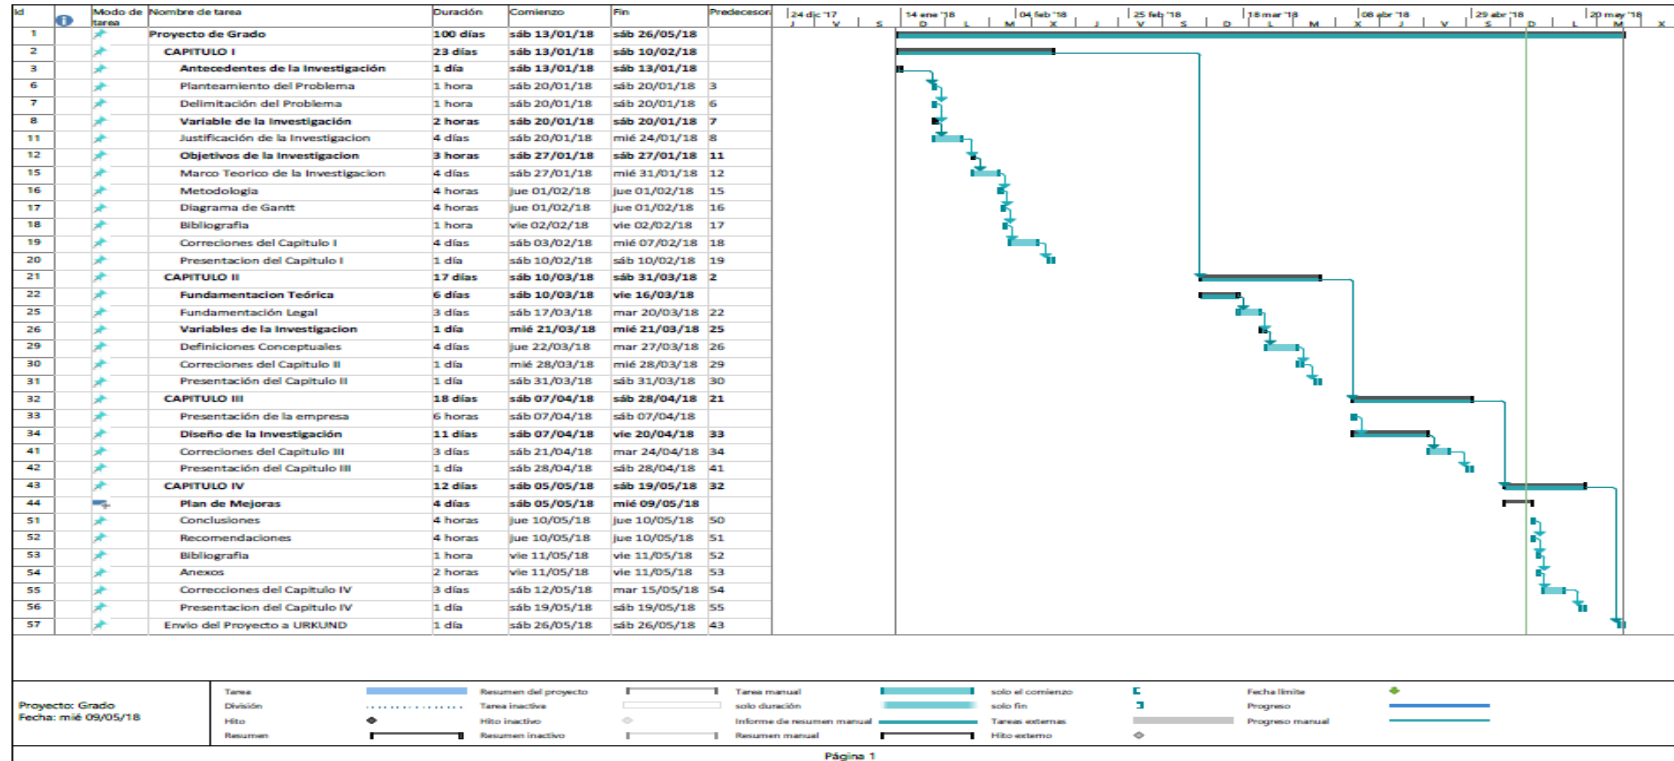 Id Modo de tarea Nombre de tarea Duración Comienzo Fin Predecesora 24 dic '17 14 ene '18 04 feb '18 25 feb '18 18 mar '18 08 abr '18 29 abr '18 20 may '18
J V S D L M X J V S D L M X J V S D L M X
1 Proyecto de Grado 100 días sáb 13/01/18 sáb 26/05/18
2 CAPITULO I 23 días sáb 13/01/18 sáb 10/02/18
3 Antecedentes de la Investigación 1 día sáb 13/01/18 sáb 13/01/18
6 Planteamiento del Problema 1 hora sáb 20/01/18 sáb 20/01/18 3
7 Delimitación del Problema 1 hora sáb 20/01/18 sáb 20/01/18 6
8 Variable de la Investigación 2 horas sáb 20/01/18 sáb 20/01/18 7
11 Justificación de la Investigacion 4 días sáb 20/01/18 mié 24/01/18 8
12 Objetivos de la Investigacion 3 horas sáb 27/01/18 sáb 27/01/18 11
15 Marco Teorico de la Investigacion 4 días sáb 27/01/18 mié 31/01/18 12
16 Metodologia 4 horas jue 01/02/18 jue 01/02/18 15
17 Diagrama de Gantt 4 horas jue 01/02/18 jue 01/02/18 16
18 Bibliografia 1 hora vie 02/02/18 vie 02/02/18 17
19 Correciones del Capitulo I 4 días sáb 03/02/18 mié 07/02/18 18
20 Presentacion del Capitulo I 1 día sáb 10/02/18 sáb 10/02/18 19
21 CAPITULO II 17 días sáb 10/03/18 sáb 31/03/18 2
22 Fundamentacion Teórica 6 días sáb 10/03/18 vie 16/03/18
25 Fundamentación Legal 3 días sáb 17/03/18 mar 20/03/18 22
26 Variables de la Investigacion 1 día mié 21/03/18 mié 21/03/18 25
29 Definiciones Conceptuales 4 días jue 22/03/18 mar 27/03/18 26
30 Correciones del Capitulo II 1 día mié 28/03/18 mié 28/03/18 29
31 Presentación del Capitulo II 1 día sáb 31/03/18 sáb 31/03/18 30
32 CAPITULO III 18 días sáb 07/04/18 sáb 28/04/18 21
33 Presentación de la empresa 6 horas sáb 07/04/18 sáb 07/04/18
34 Diseño de la Investigación 11 días sáb 07/04/18 vie 20/04/18 33
41 Correciones del Capitulo III 3 días sáb 21/04/18 mar 24/04/18 34
42 Presentación del Capitulo III 1 día sáb 28/04/18 sáb 28/04/18 41
43 CAPITULO IV 12 días sáb 05/05/18 sáb 19/05/18 32
44 Plan de Mejoras 4 días sáb 05/05/18 mié 09/05/18
51 Conclusiones 4 horas jue 10/05/18 jue 10/05/18 50
52 Recomendaciones 4 horas jue 10/05/18 jue 10/05/18 51
53 Bibliografia 1 hora vie 11/05/18 vie 11/05/18 52
54 Anexos 2 horas vie 11/05/18 vie 11/05/18 53
55 Correcciones del Capitulo IV 3 días sáb 12/05/18 mar 15/05/18 54
56 Presentacion del Capitulo IV 1 día sáb 19/05/18 sáb 19/05/18 55
57 Envio del Proyecto a URKUND 1 día sáb 26/05/18 sáb 26/05/18 43
Proyecto: Grado
Fecha: mié 09/05/18
Tarea Resumen del proyecto Tarea manual solo el comienzo Fecha límite
División Tarea inactiva solo duración solo fin Progreso
Hito Hito inactivo Informe de resumen manual Tareas externas Progreso manual
Resumen Resumen inactivo Resumen manual Hito externo
Página 1